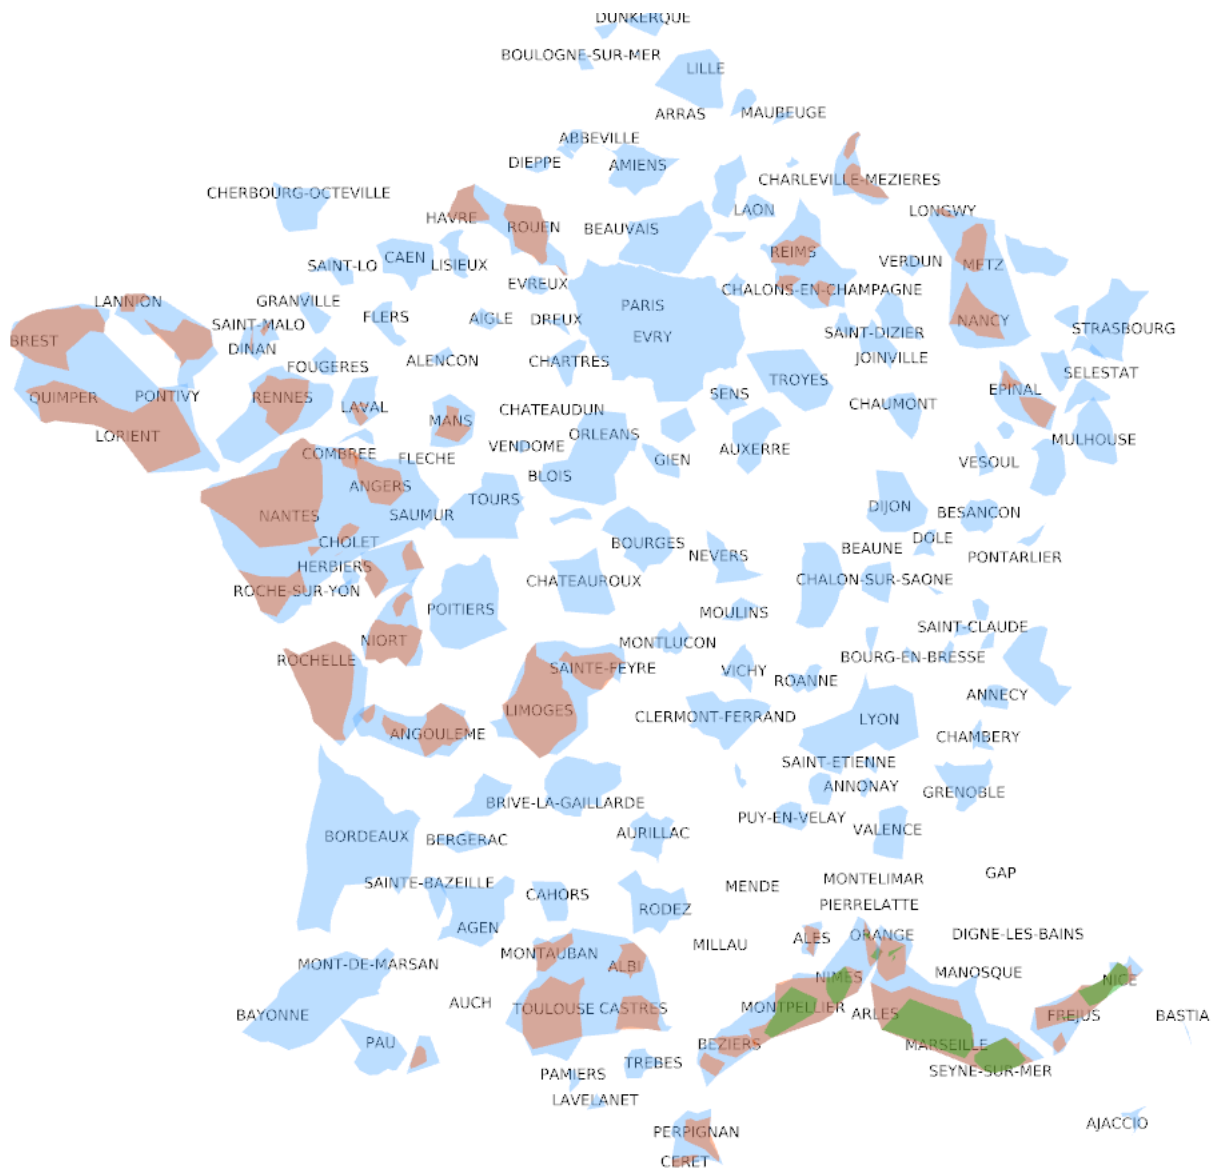 DUNKERQUE
BOULOGNE-SUR-MER
LILLE
ARRAS
MAUBEUGE
ABBEVILLE
DIEPPE
AMIENS
CHARLEVILLE-MEZIERES
CHERBOURG-OCTEVILLE
HAVRE
LAON
LONGWY
ROUEN
BEAUVAIS
REIMS
CAEN
LISIEUX
SAINT-LO
VERDUN
METZ
EVREUX
CHALONS-EN-CHAMPAGNE
LANNION
GRANVILLE
PARIS
FLERS
AIGLE
DREUX
NANCY
SAINT-MALO
STRASBOURG
SAINT-DIZIER
BREST
EVRY
DINAN
JOINVILLE
ALENCON
CHARTRES
FOUGERES
SELESTAT
TROYES
EPINAL
QUIMPER
PONTIVY
RENNES
SENS
LAVAL
CHATEAUDUN
CHAUMONT
MANS
LORIENT
ORLEANS
MULHOUSE
VENDOME
AUXERRE
COMBREE
FLECHE
GIEN
VESOUL
BLOIS
ANGERS
TOURS
DIJON
NANTES
SAUMUR
BESANCON
CHOLET
BOURGES
DOLE
BEAUNE
NEVERS
PONTARLIER
HERBIERS
CHATEAUROUX
CHALON-SUR-SAONE
ROCHE-SUR-YON
POITIERS
MOULINS
SAINT-CLAUDE
NIORT
MONTLUCON
ROCHELLE
BOURG-EN-BRESSE
SAINTE-FEYRE
VICHY
ROANNE
ANNECY
LIMOGES
CLERMONT-FERRAND
LYON
ANGOULEME
CHAMBERY
SAINT-ETIENNE
ANNONAY
GRENOBLE
BRIVE-LA-GAILLARDE
PUY-EN-VELAY
BORDEAUX
BERGERAC
AURILLAC
VALENCE
GAP
MONTELIMAR
SAINTE-BAZEILLE
MENDE
CAHORS
PIERRELATTE
RODEZ
AGEN
ALES
ORANGE
DIGNE-LES-BAINS
MILLAU
MONTAUBAN
MONT-DE-MARSAN
ALBI
MANOSQUE
NIMES
NICE
AUCH
TOULOUSE
CASTRES
MONTPELLIER
ARLES
BAYONNE
FREJUS
BASTIA
PAU
BEZIERS
MARSEILLE
TREBES
SEYNE-SUR-MER
PAMIERS
LAVELANET
AJACCIO
PERPIGNAN
CERET